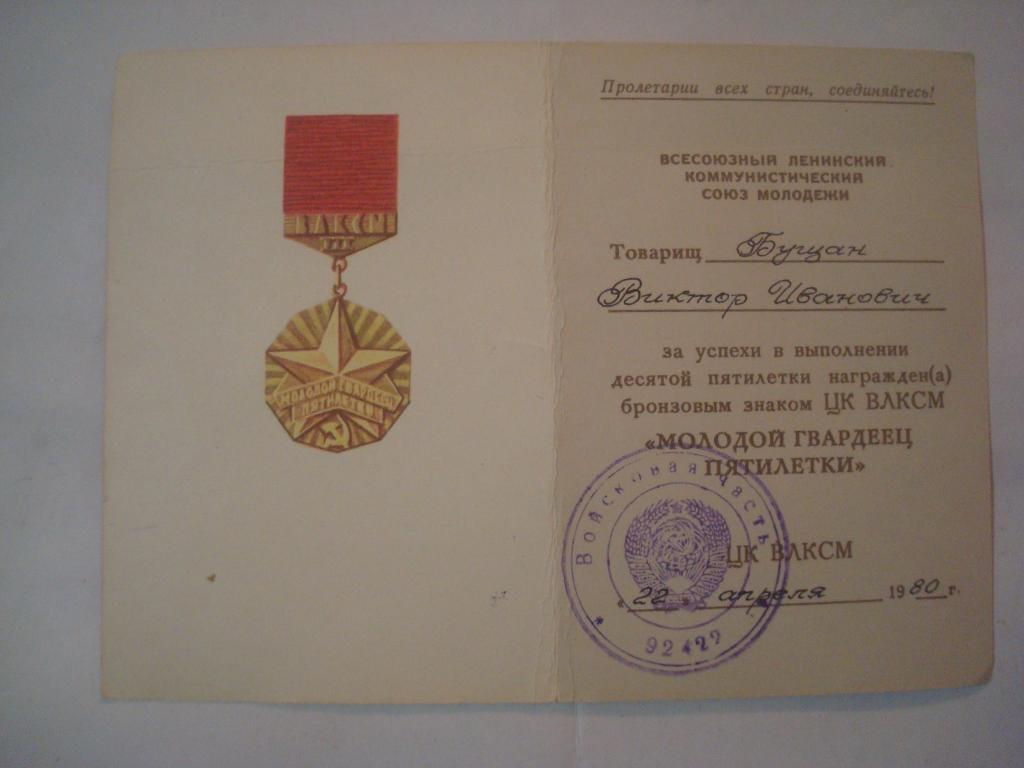 ВЛКСМ
МОЛОДОЙ ГВАРДЕЕЦ
ПЯТИЛЕТКИ
Пролетарии всех стран, соединяйтесь!
ВСЕСОЮЗНЫЙ ЛЕНИНСКИЙ
КОММУНИСТИЧЕСКИЙ
СОЮЗ МОЛОДЕЖИ
Товарищ Бущан
Виктор Иванович
за успехи в выполнении
десятой пятилетки награжден(а)
бронзовым знаком ЦК ВЛКСМ
«МОЛОДОЙ ГВАРДЕЕЦ
ПЯТИЛЕТКИ»
ЦК ВЛКСМ
"22" апреля 1980 г.
Войсковая часть
* 92422 *